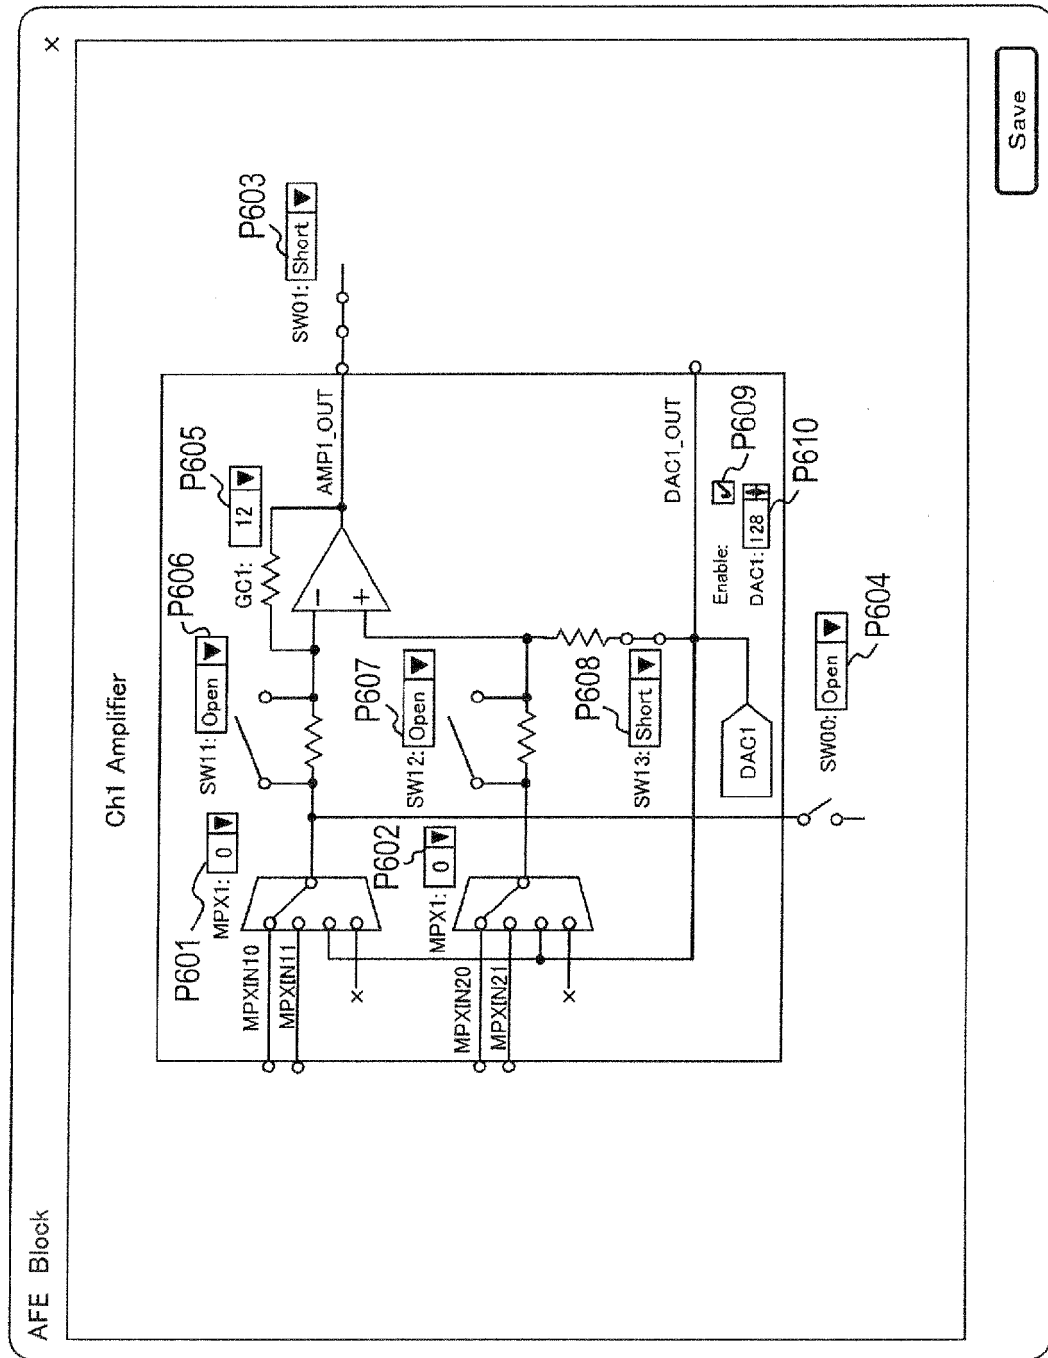 AFE Block
×
Ch1 Amplifier
P601
MPX1: 0 ▼
P606
SW11: Open ▼
P605
GC1: 12 ▼
P603
SW01: Short ▼
MPXIN10
MPXIN11
×
−
+
AMP1_OUT
P602
MPX1: 0 ▼
P607
SW12: Open ▼
MPXIN20
MPXIN21
×
P608
SW13: Short ▼
DAC1_OUT
Enable: ✓
P609
DAC1: 128
P610
DAC1
SW00: Open ▼
P604
Save